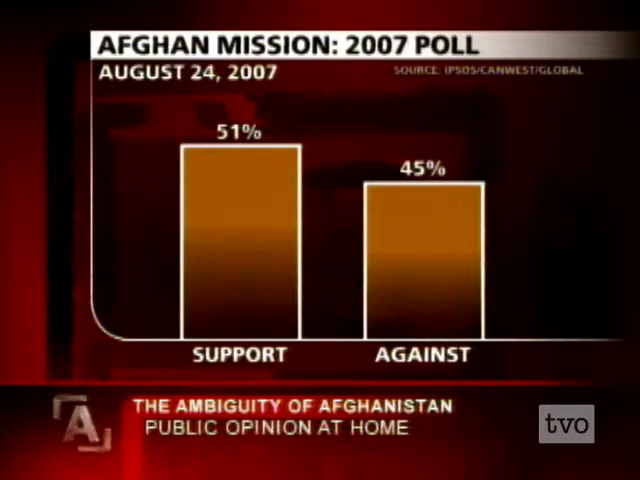 AFGHAN MISSION: 2007 POLL
AUGUST 24, 2007
SOURCE: IPSOS/CANWEST/GLOBAL
51%
45%
SUPPORT
AGAINST
A
THE AMBIGUITY OF AFGHANISTAN
PUBLIC OPINION AT HOME
tvo